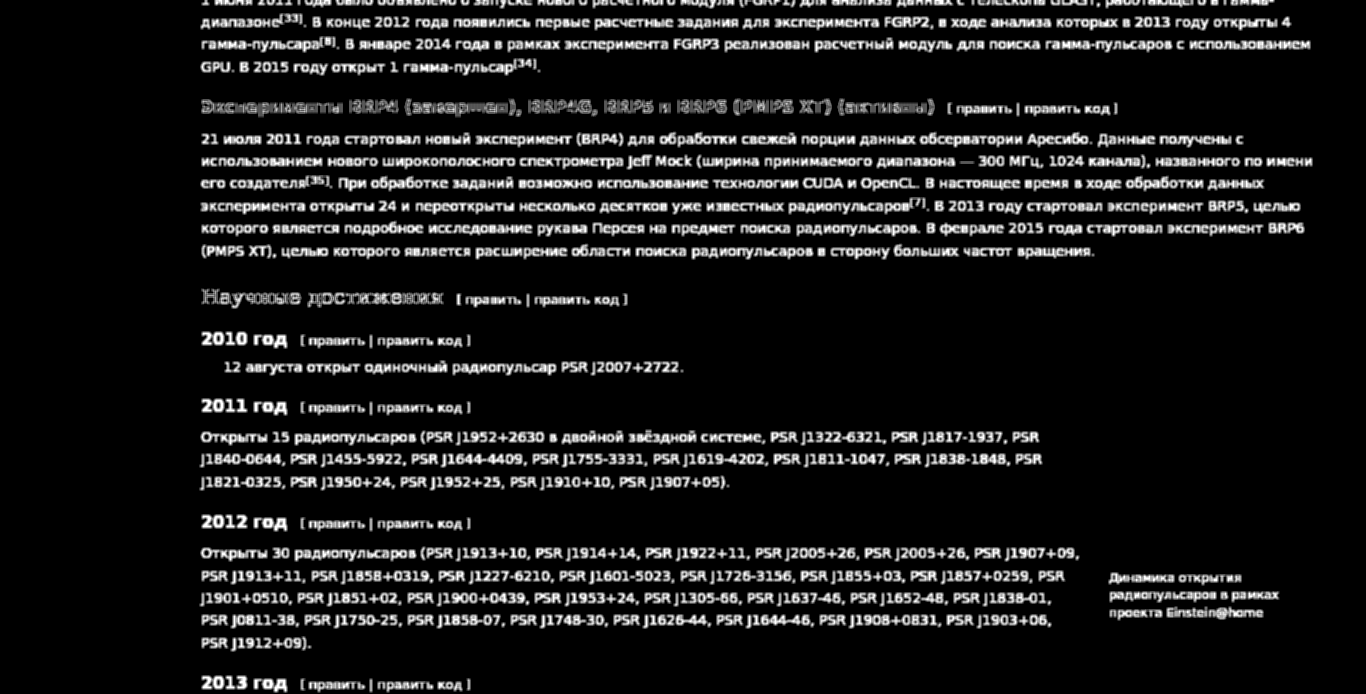 1 июня 2011 года было объявлено о запуске нового расчетного модуля (FGRP1) для анализа данных с телескопа GLAST, работающего в гамма-
диапазоне[33]. В конце 2012 года появились первые расчетные задания для эксперимента FGRP2, в ходе анализа которых в 2013 году открыты 4
гамма-пульсара[8]. В январе 2014 года в рамках эксперимента FGRP3 реализован расчетный модуль для поиска гамма-пульсаров с использованием
GPU. В 2015 году открыт 1 гамма-пульсар[34].
Эксперименты BRP4 (завершен), BRP4G, BRP5 и BRP6 (PMPS XT) (активны) [ править | править код ]
21 июля 2011 года стартовал новый эксперимент (BRP4) для обработки свежей порции данных обсерватории Аресибо. Данные получены с
использованием нового широкополосного спектрометра Jeff Mock (ширина принимаемого диапазона — 300 МГц, 1024 канала), названного по имени
его создателя[35]. При обработке заданий возможно использование технологии CUDA и OpenCL. В настоящее время в ходе обработки данных
эксперимента открыты 24 и переоткрыты несколько десятков уже известных радиопульсаров[7]. В 2013 году стартовал эксперимент BRP5, целью
которого является подробное исследование рукава Персея на предмет поиска радиопульсаров. В феврале 2015 года стартовал эксперимент BRP6
(PMPS XT), целью которого является расширение области поиска радиопульсаров в сторону больших частот вращения.
Научные достижения [ править | править код ]
2010 год [ править | править код ]
12 августа открыт одиночный радиопульсар PSR J2007+2722.
2011 год [ править | править код ]
Открыты 15 радиопульсаров (PSR J1952+2630 в двойной звёздной системе, PSR J1322-6321, PSR J1817-1937, PSR
J1840-0644, PSR J1455-5922, PSR J1644-4409, PSR J1755-3331, PSR J1619-4202, PSR J1811-1047, PSR J1838-1848, PSR
J1821-0325, PSR J1950+24, PSR J1952+25, PSR J1910+10, PSR J1907+05).
2012 год [ править | править код ]
Открыты 30 радиопульсаров (PSR J1913+10, PSR J1914+14, PSR J1922+11, PSR J2005+26, PSR J2005+26, PSR J1907+09,
PSR J1913+11, PSR J1858+0319, PSR J1227-6210, PSR J1601-5023, PSR J1726-3156, PSR J1855+03, PSR J1857+0259, PSR
J1901+0510, PSR J1851+02, PSR J1900+0439, PSR J1953+24, PSR J1305-66, PSR J1637-46, PSR J1652-48, PSR J1838-01,
PSR J0811-38, PSR J1750-25, PSR J1858-07, PSR J1748-30, PSR J1626-44, PSR J1644-46, PSR J1908+0831, PSR J1903+06,
PSR J1912+09).
Динамика открытия
радиопульсаров в рамках
проекта Einstein@home
2013 год [ править | править код ]